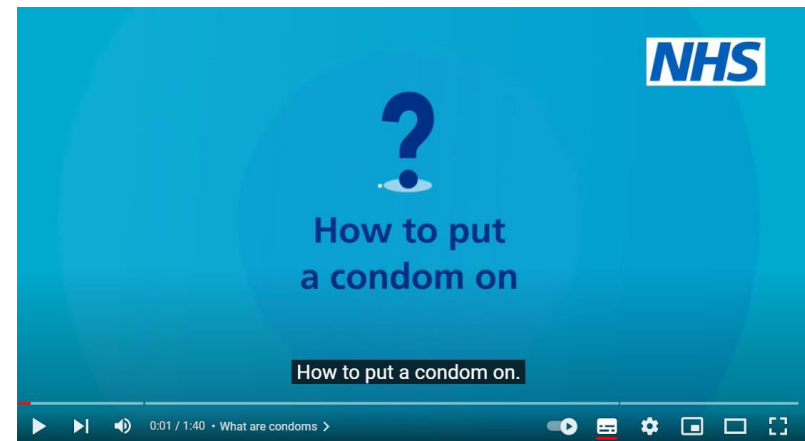 NHS
?
How to put
a condom on
How to put a condom on.
0:01 / 1:40 • What are condoms >